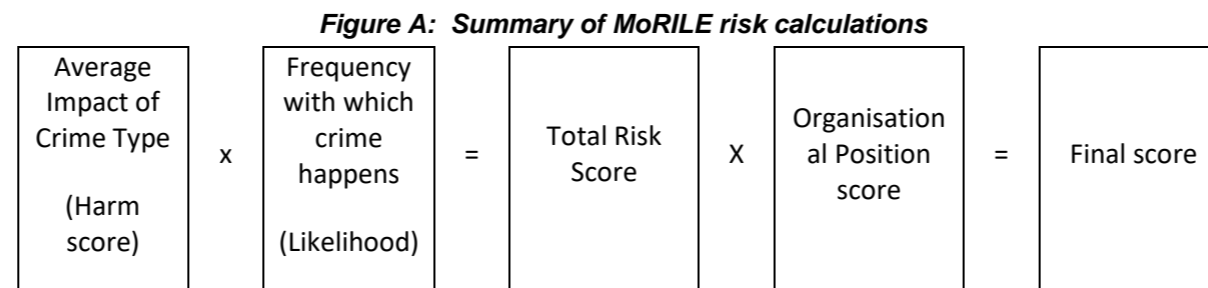 Figure A: Summary of MoRILE risk calculations
Average
Impact of
Crime Type
(Harm
score)
x
Frequency
with which
crime
happens
(Likelihood)
=
Total Risk
Score
X
Organisation
al Position
score
=
Final score